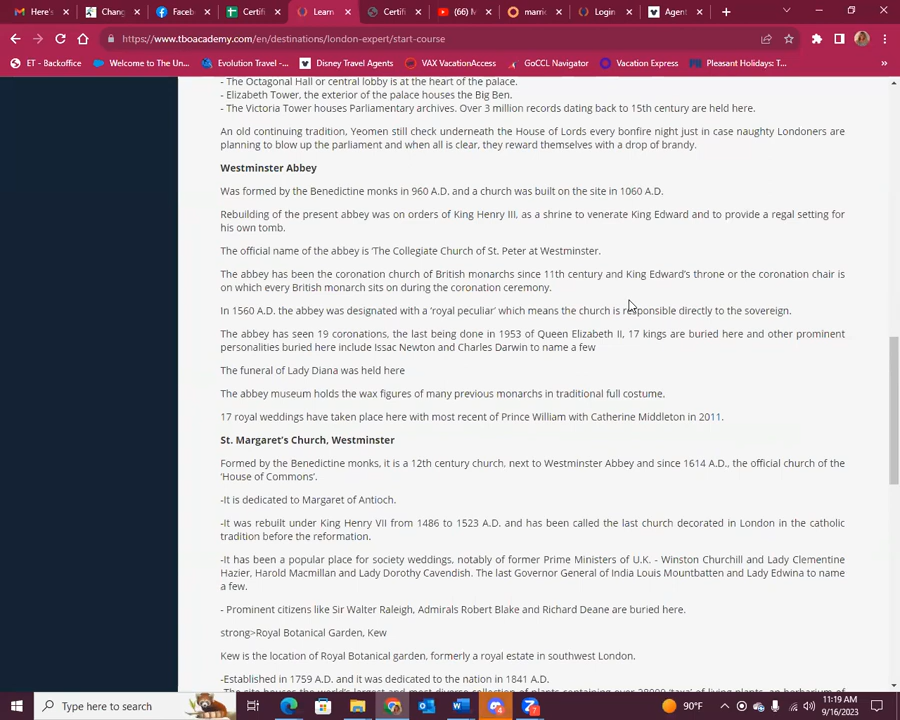 Here's
Chang
Faceb
Certifi
Learn
Certifi
(66) M
marri
Login
Agent
https://www.tboacademy.com/en/destinations/london-expert/start-course
ET - Backoffice
Welcome to The Un...
Evolution Travel -...
Disney Travel Agents
VAX VacationAccess
GoCCL Navigator
Vacation Express
Pleasant Holidays: T...
- The Octagonal Hall or central lobby is at the heart of the palace.
- Elizabeth Tower, the exterior of the palace houses the Big Ben.
- The Victoria Tower houses Parliamentary archives. Over 3 million records dating back to 15th century are held here.
An old continuing tradition, Yeomen still check underneath the House of Lords every bonfire night just in case naughty Londoners are
planning to blow up the parliament and when all is clear, they reward themselves with a drop of brandy.
Westminster Abbey
Was formed by the Benedictine monks in 960 A.D. and a church was built on the site in 1060 A.D.
Rebuilding of the present abbey was on orders of King Henry III, as a shrine to venerate King Edward and to provide a regal setting for
his own tomb.
The official name of the abbey is 'The Collegiate Church of St. Peter at Westminster.
The abbey has been the coronation church of British monarchs since 11th century and King Edward's throne or the coronation chair is
on which every British monarch sits on during the coronation ceremony.
In 1560 A.D. the abbey was designated with a 'royal peculiar' which means the church is responsible directly to the sovereign.
The abbey has seen 19 coronations, the last being done in 1953 of Queen Elizabeth II, 17 kings are buried here and other prominent
personalities buried here include Issac Newton and Charles Darwin to name a few
The funeral of Lady Diana was held here
The abbey museum holds the wax figures of many previous monarchs in traditional full costume.
17 royal weddings have taken place here with most recent of Prince William with Catherine Middleton in 2011.
St. Margaret's Church, Westminster
Formed by the Benedictine monks, it is a 12th century church, next to Westminster Abbey and since 1614 A.D., the official church of the
'House of Commons'.
-It is dedicated to Margaret of Antioch.
-It was rebuilt under King Henry VII from 1486 to 1523 A.D. and has been called the last church decorated in London in the catholic
tradition before the reformation.
-It has been a popular place for society weddings, notably of former Prime Ministers of U.K. - Winston Churchill and Lady Clementine
Hazier, Harold Macmillan and Lady Dorothy Cavendish. The last Governor General of India Louis Mountbatten and Lady Edwina to name
a few.
- Prominent citizens like Sir Walter Raleigh, Admirals Robert Blake and Richard Deane are buried here.
strong>Royal Botanical Garden, Kew
Kew is the location of Royal Botanical garden, formerly a royal estate in southwest London.
-Established in 1759 A.D. and it was dedicated to the nation in 1841 A.D.
-The site houses the world's largest and most diverse collection of plants containing over 28000 'taxa' of living plants, an herbarium of
Type here to search
90°F
11:19 AM
9/16/2023